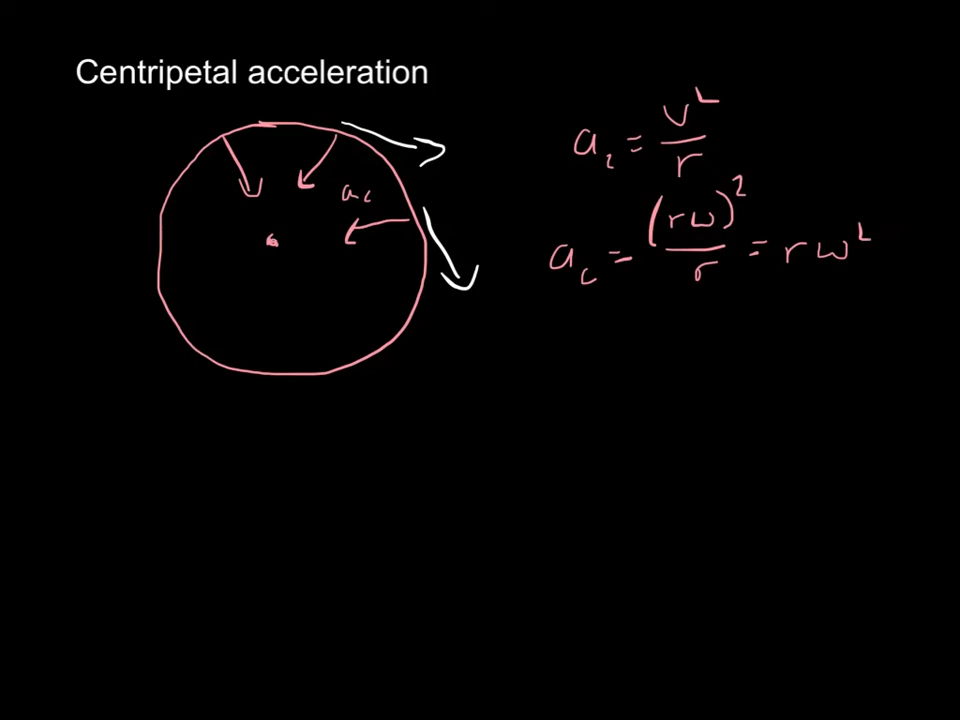 Centripetal acceleration
a_c = v² / r
a_c
a_c = (rω)² / r = rω²